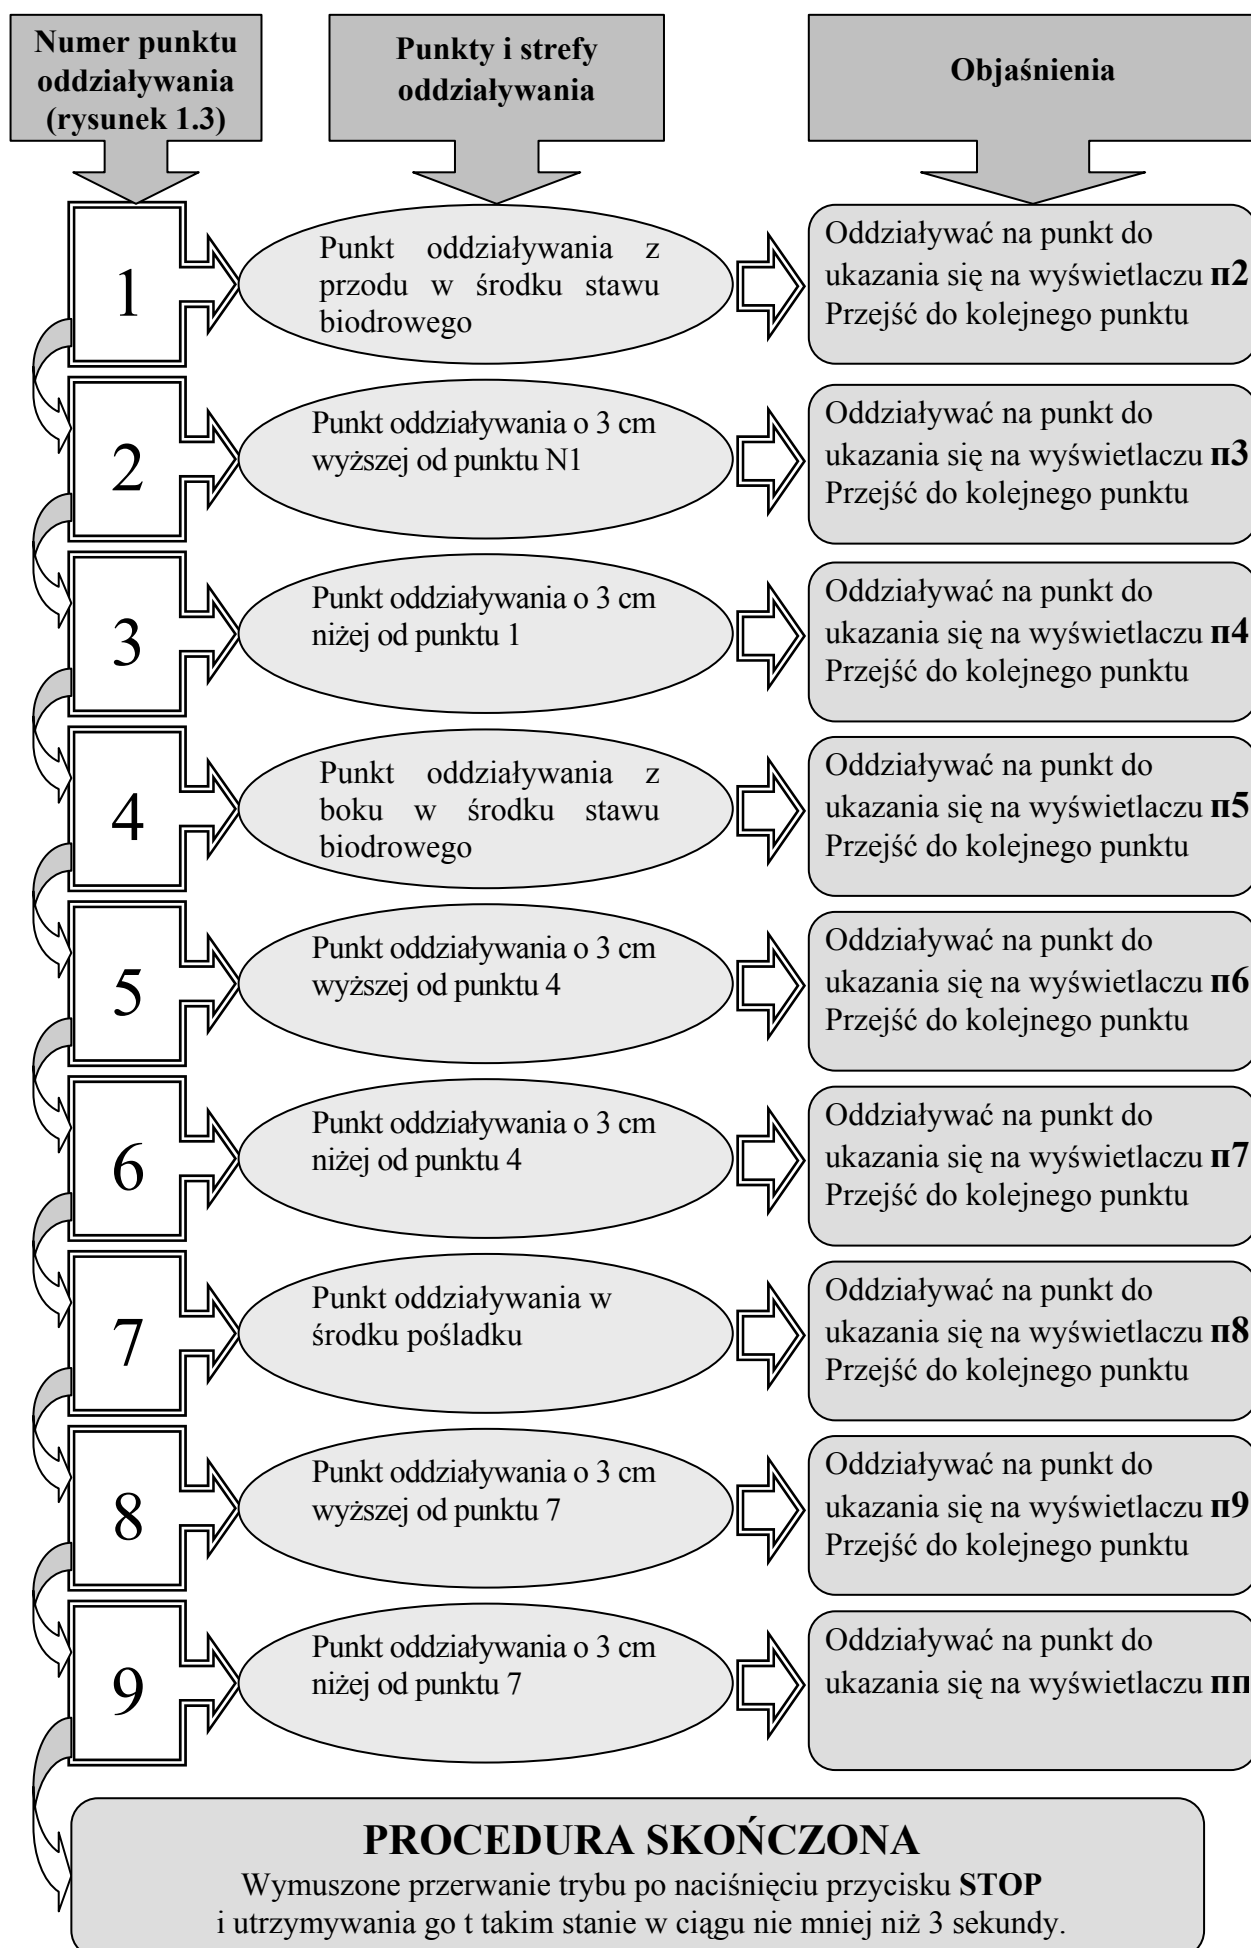 Numer punktu
oddziaływania
(rysunek 1.3)
Punkty i strefy
oddziaływania
Objaśnienia
1
Punkt oddziaływania z
przodu w środku stawu
biodrowego
Oddziaływać na punkt do
ukazania się na wyświetlaczu п2
Przejść do kolejnego punktu
2
Punkt oddziaływania o 3 cm
wyższej od punktu N1
Oddziaływać na punkt do
ukazania się na wyświetlaczu п3
Przejść do kolejnego punktu
3
Punkt oddziaływania o 3 cm
niżej od punktu 1
Oddziaływać na punkt do
ukazania się na wyświetlaczu п4
Przejść do kolejnego punktu
4
Punkt oddziaływania z
boku w środku stawu
biodrowego
Oddziaływać na punkt do
ukazania się na wyświetlaczu п5
Przejść do kolejnego punktu
5
Punkt oddziaływania o 3 cm
wyższej od punktu 4
Oddziaływać na punkt do
ukazania się na wyświetlaczu п6
Przejść do kolejnego punktu
6
Punkt oddziaływania o 3 cm
niżej od punktu 4
Oddziaływać na punkt do
ukazania się na wyświetlaczu п7
Przejść do kolejnego punktu
7
Punkt oddziaływania w
środku pośladku
Oddziaływać na punkt do
ukazania się na wyświetlaczu п8
Przejść do kolejnego punktu
8
Punkt oddziaływania o 3 cm
wyższej od punktu 7
Oddziaływać na punkt do
ukazania się na wyświetlaczu п9
Przejść do kolejnego punktu
9
Punkt oddziaływania o 3 cm
niżej od punktu 7
Oddziaływać na punkt do
ukazania się na wyświetlaczu пп
PROCEDURA SKOŃCZONA
Wymuszone przerwanie trybu po naciśnięciu przycisku STOP
i utrzymywania go t takim stanie w ciągu nie mniej niż 3 sekundy.